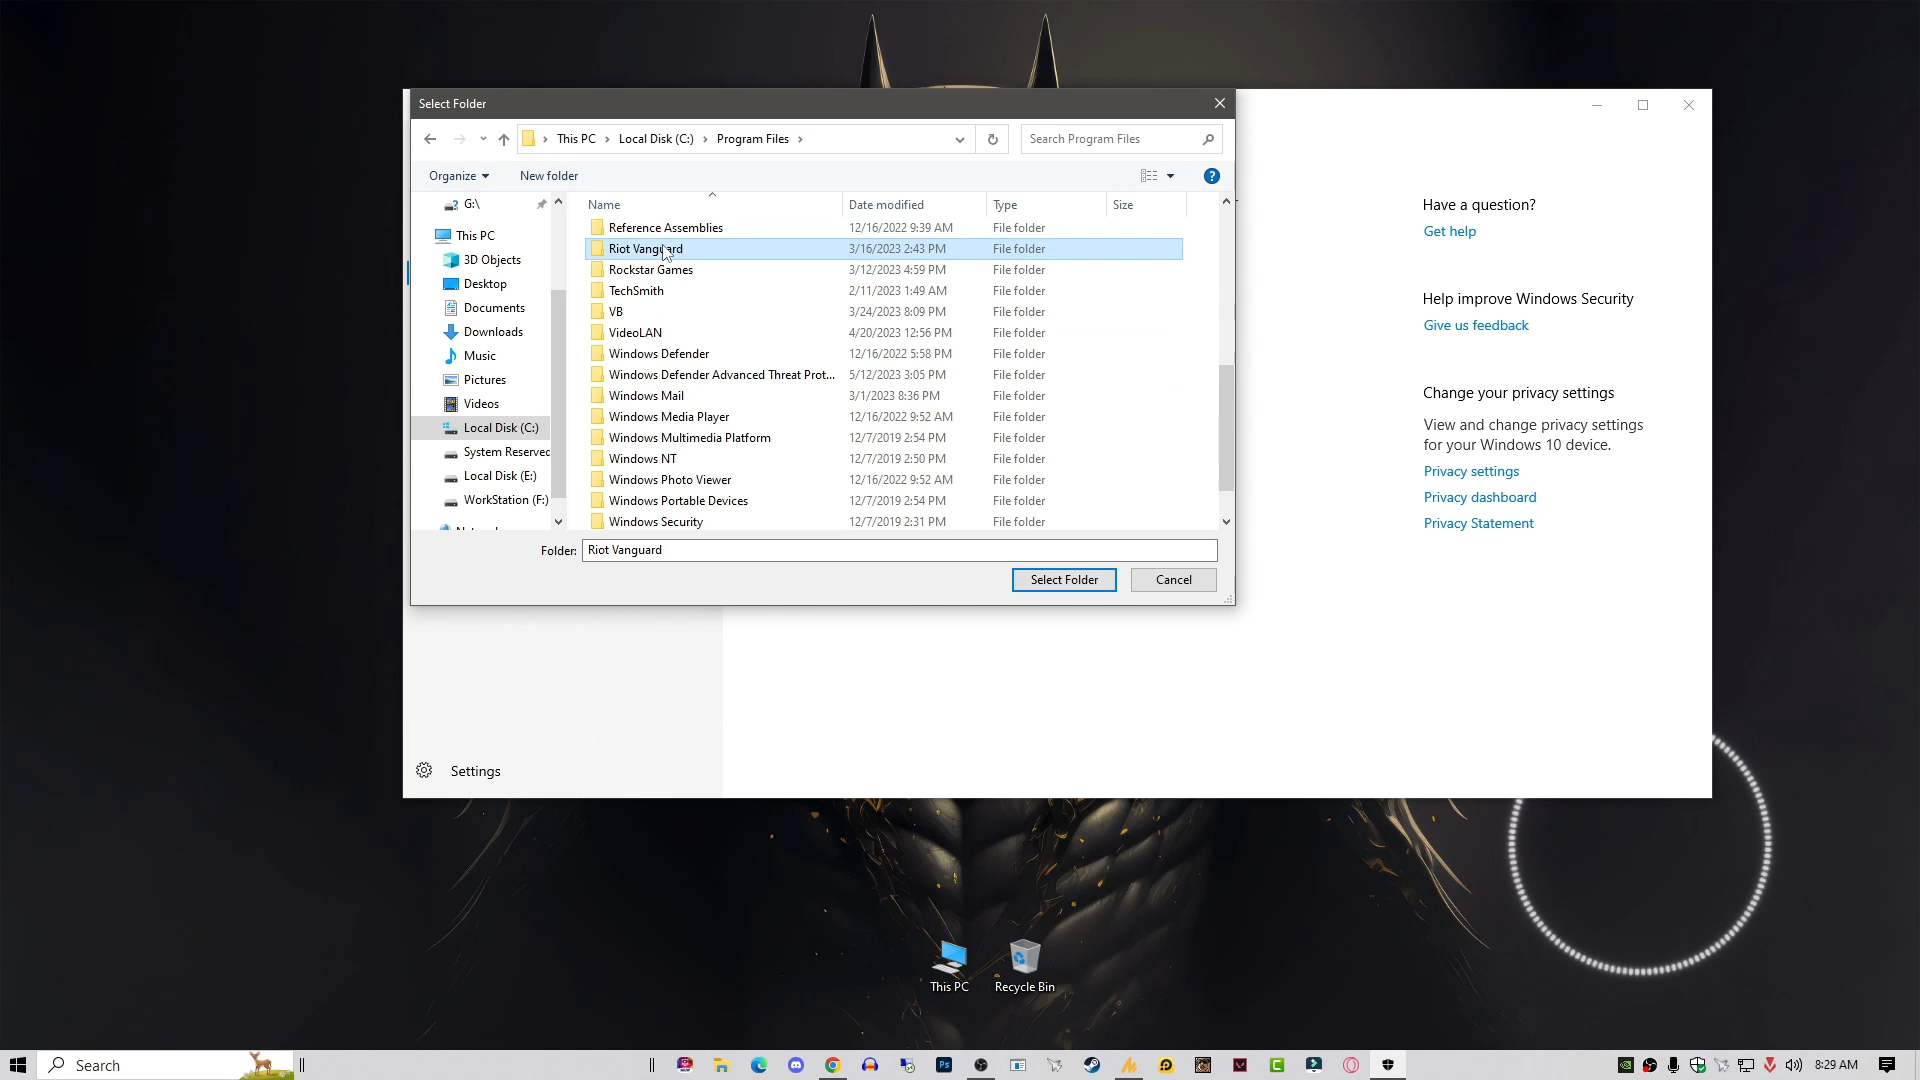 Select Folder
This PC
Local Disk (C:)
Program Files
Search Program Files
Organize
New folder
Name
Date modified
Type
Size
G:\
This PC
3D Objects
Desktop
Documents
Downloads
Music
Pictures
Videos
Local Disk (C:)
System Reserved
Local Disk (E:)
WorkStation (F:)
Reference Assemblies 12/16/2022 9:39 AM File folder
Riot Vanguard 3/16/2023 2:43 PM File folder
Rockstar Games 3/12/2023 4:59 PM File folder
TechSmith 2/11/2023 1:49 AM File folder
VB 3/24/2023 8:09 PM File folder
VideoLAN 4/20/2023 12:56 PM File folder
Windows Defender 12/16/2022 5:58 PM File folder
Windows Defender Advanced Threat Prot... 5/12/2023 3:05 PM File folder
Windows Mail 3/1/2023 8:36 PM File folder
Windows Media Player 12/16/2022 9:52 AM File folder
Windows Multimedia Platform 12/7/2019 2:54 PM File folder
Windows NT 12/7/2019 2:50 PM File folder
Windows Photo Viewer 12/16/2022 9:52 AM File folder
Windows Portable Devices 12/7/2019 2:54 PM File folder
Windows Security 12/7/2019 2:31 PM File folder
Folder: Riot Vanguard
Select Folder
Cancel
Have a question?
Get help
Help improve Windows Security
Give us feedback
Change your privacy settings
View and change privacy settings
for your Windows 10 device.
Privacy settings
Privacy dashboard
Privacy Statement
Settings
This PC
Recycle Bin
Search
Ps
8:29 AM